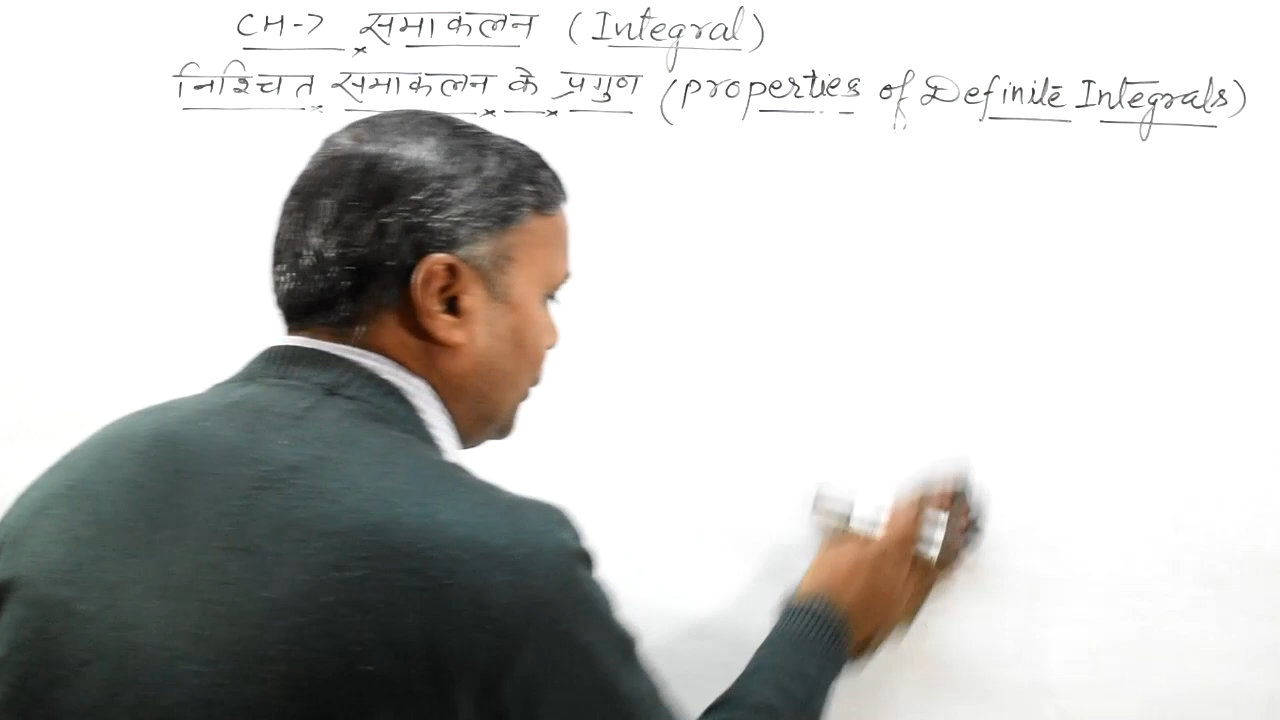 CH-7 समाकलन (Integral)
निश्चित समाकलन के प्रगुण (properties of Definite Integrals)